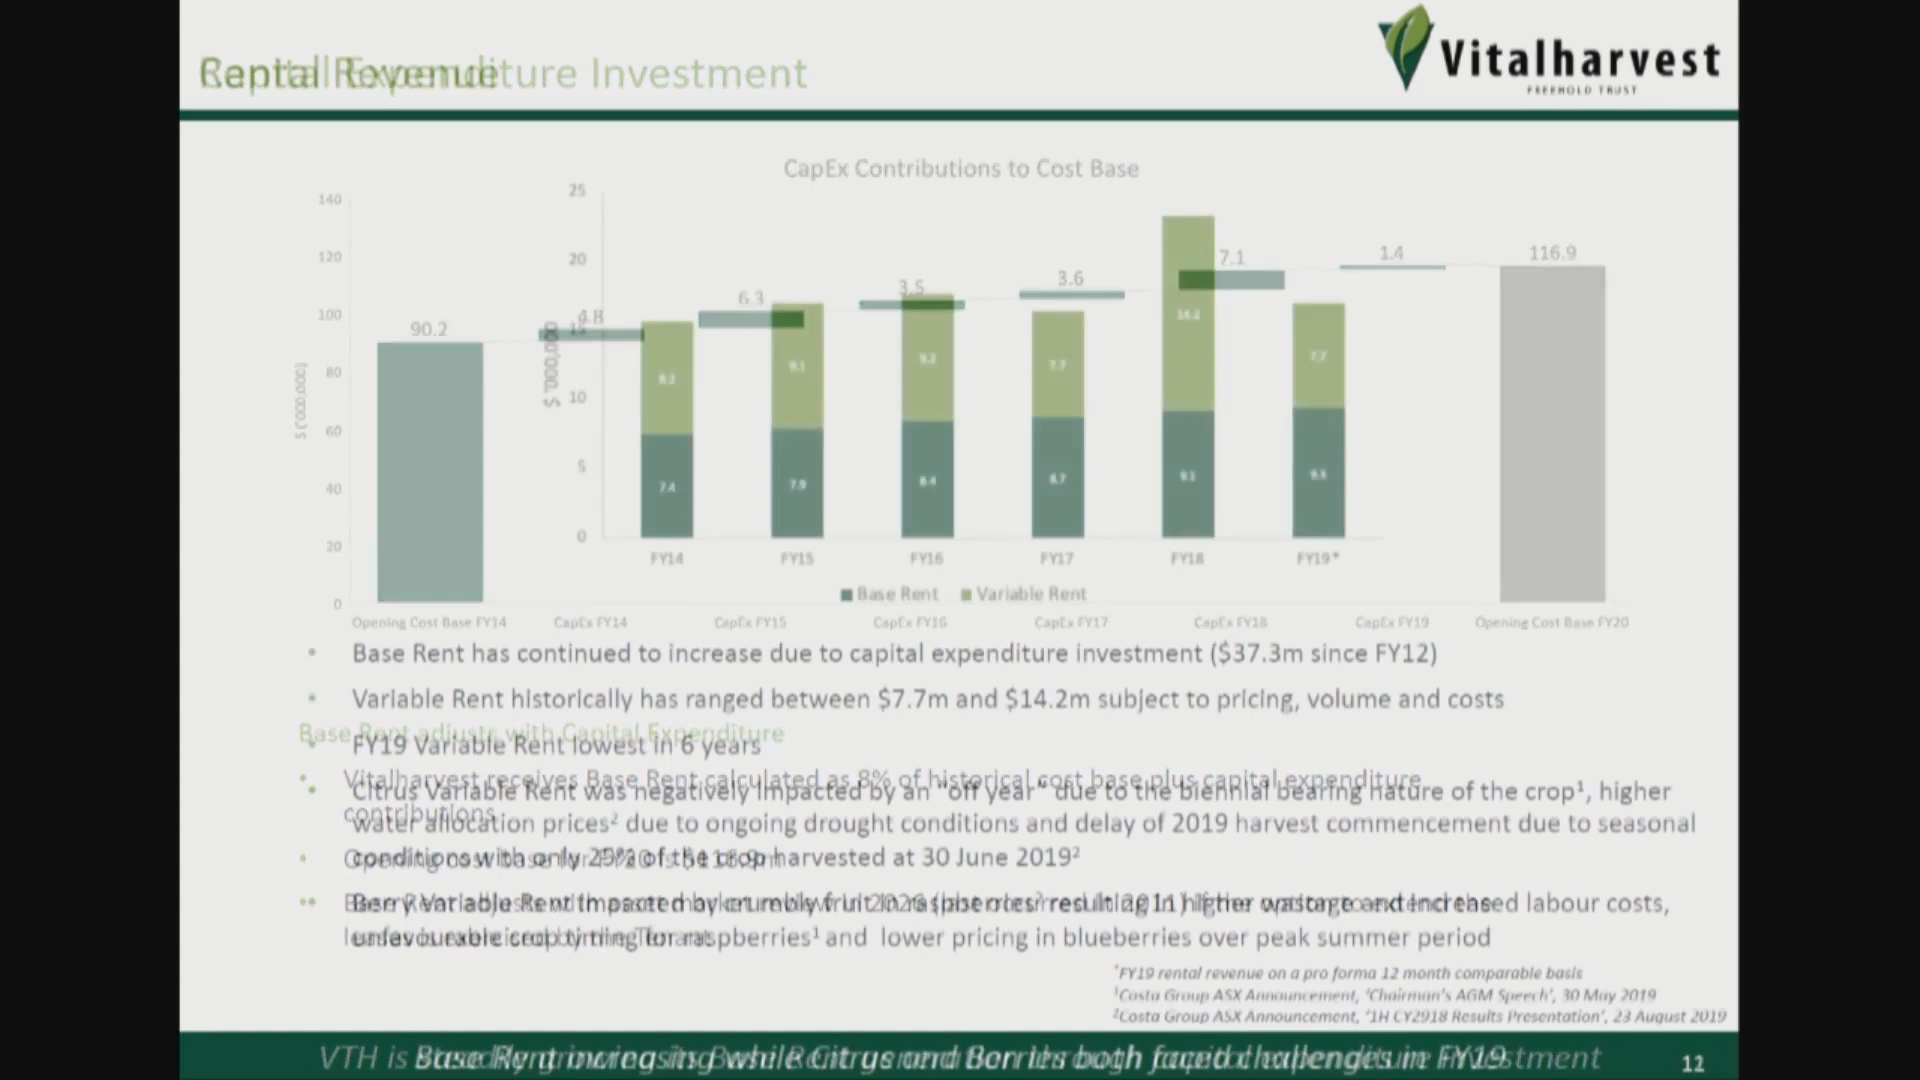 Capital Expenditure Investment
Rental Revenue
Vitalharvest
FREEHOLD TRUST
CapEx Contributions to Cost Base
140
120
100
80
60
40
20
0
$ ('000,000)
90.2
4.8
6.3
3.5
3.6
7.1
1.4
116.9
Opening Cost Base FY14
CapEx FY14
CapEx FY15
CapEx FY16
CapEx FY17
CapEx FY18
CapEx FY19
Opening Cost Base FY20
25
20
15
10
5
0
$ '000,000
9.1
9.2
7.7
14.2
7.7
7.4
7.9
8.4
8.7
9.1
FY14
FY15
FY16
FY17
FY18
FY19*
Base Rent
Variable Rent
• Base Rent has continued to increase due to capital expenditure investment ($37.3m since FY12)
• Variable Rent historically has ranged between $7.7m and $14.2m subject to pricing, volume and costs
Base Rent adjusts with Capital Expenditure
• FY19 Variable Rent lowest in 6 years
• Vitalharvest receives Base Rent calculated as 8% of historical cost base plus capital expenditure
contributions
• Citrus Variable Rent was negatively impacted by an "off year" due to the biennial bearing nature of the crop¹, higher
water allocation prices² due to ongoing drought conditions and delay of 2019 harvest commencement due to seasonal
conditions with only 29% of the crop harvested at 30 June 2019²
• Opening cost base for FY20 is $116.9m
• Berry Variable Rent impacted by crumbly fruit in raspberries² resulting in higher wastage and increased labour costs,
unfavourable crop timing for raspberries¹ and lower pricing in blueberries over peak summer period
*FY19 rental revenue on a pro forma 12 month comparable basis
¹Costa Group ASX Announcement, 'Chairman's AGM Speech', 30 May 2019
²Costa Group ASX Announcement, '1H CY2918 Results Presentation', 23 August 2019
Base Rent increasing while Citrus and Berries both faced challenges in FY19
12